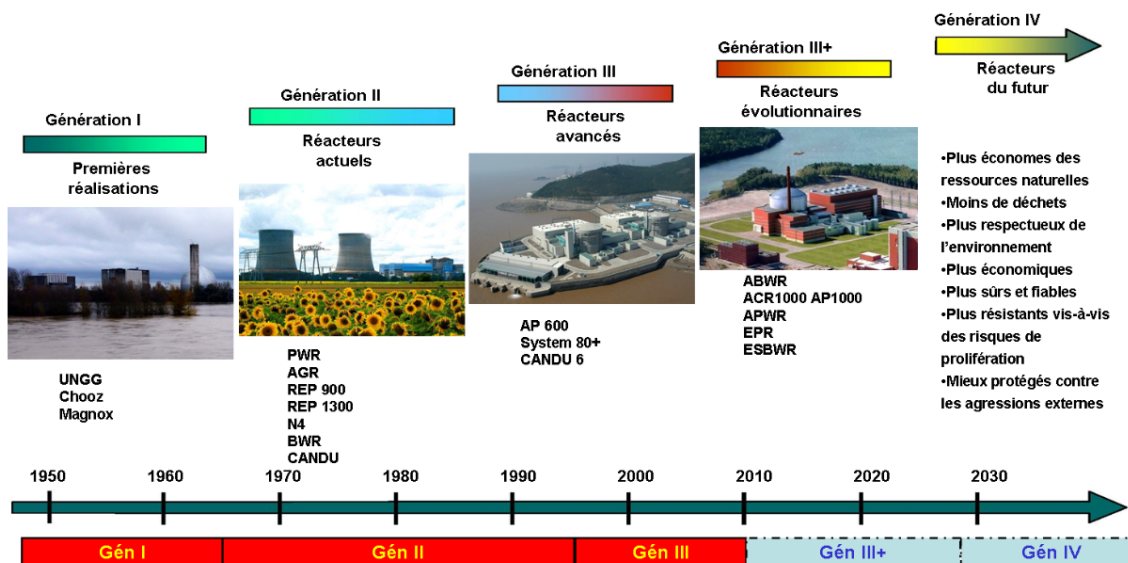 Génération I
Premières
réalisations
UNGG
Chooz
Magnox
Génération II
Réacteurs
actuels
PWR
AGR
REP 900
REP 1300
N4
BWR
CANDU
Génération III
Réacteurs
avancés
AP 600
System 80+
CANDU 6
Génération III+
Réacteurs
évolutionnaires
ABWR
ACR1000 AP1000
APWR
EPR
ESBWR
Génération IV
Réacteurs
du futur
•Plus économes des
ressources naturelles
•Moins de déchets
•Plus respectueux de
l'environnement
•Plus économiques
•Plus sûrs et fiables
•Plus résistants vis-à-vis
des risques de
prolifération
•Mieux protégés contre
les agressions externes
1950 1960 1970 1980 1990 2000 2010 2020 2030
Gén I Gén II Gén III Gén III+ Gén IV